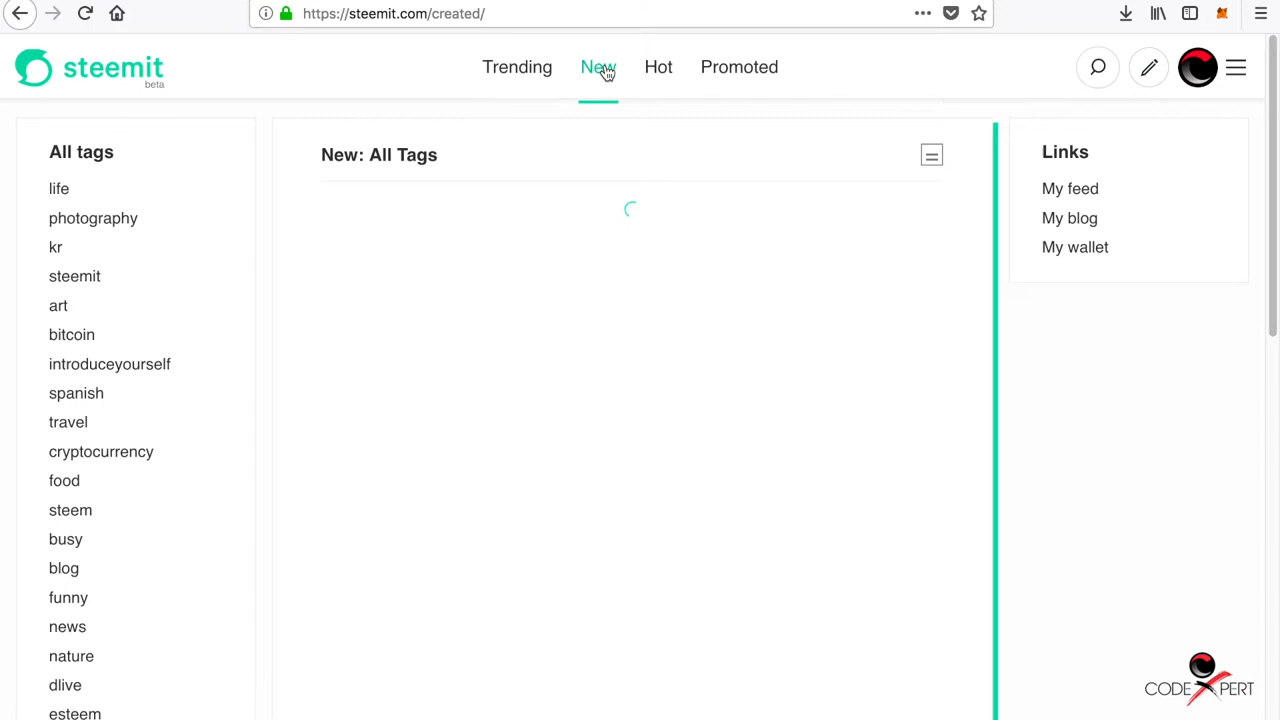 https://steemit.com/created/
steemit
beta
Trending
New
Hot
Promoted
All tags
life
photography
kr
steemit
art
bitcoin
introduceyourself
spanish
travel
cryptocurrency
food
steem
busy
blog
funny
news
nature
dlive
esteem
New: All Tags
Links
My feed
My blog
My wallet
CODEXPERT